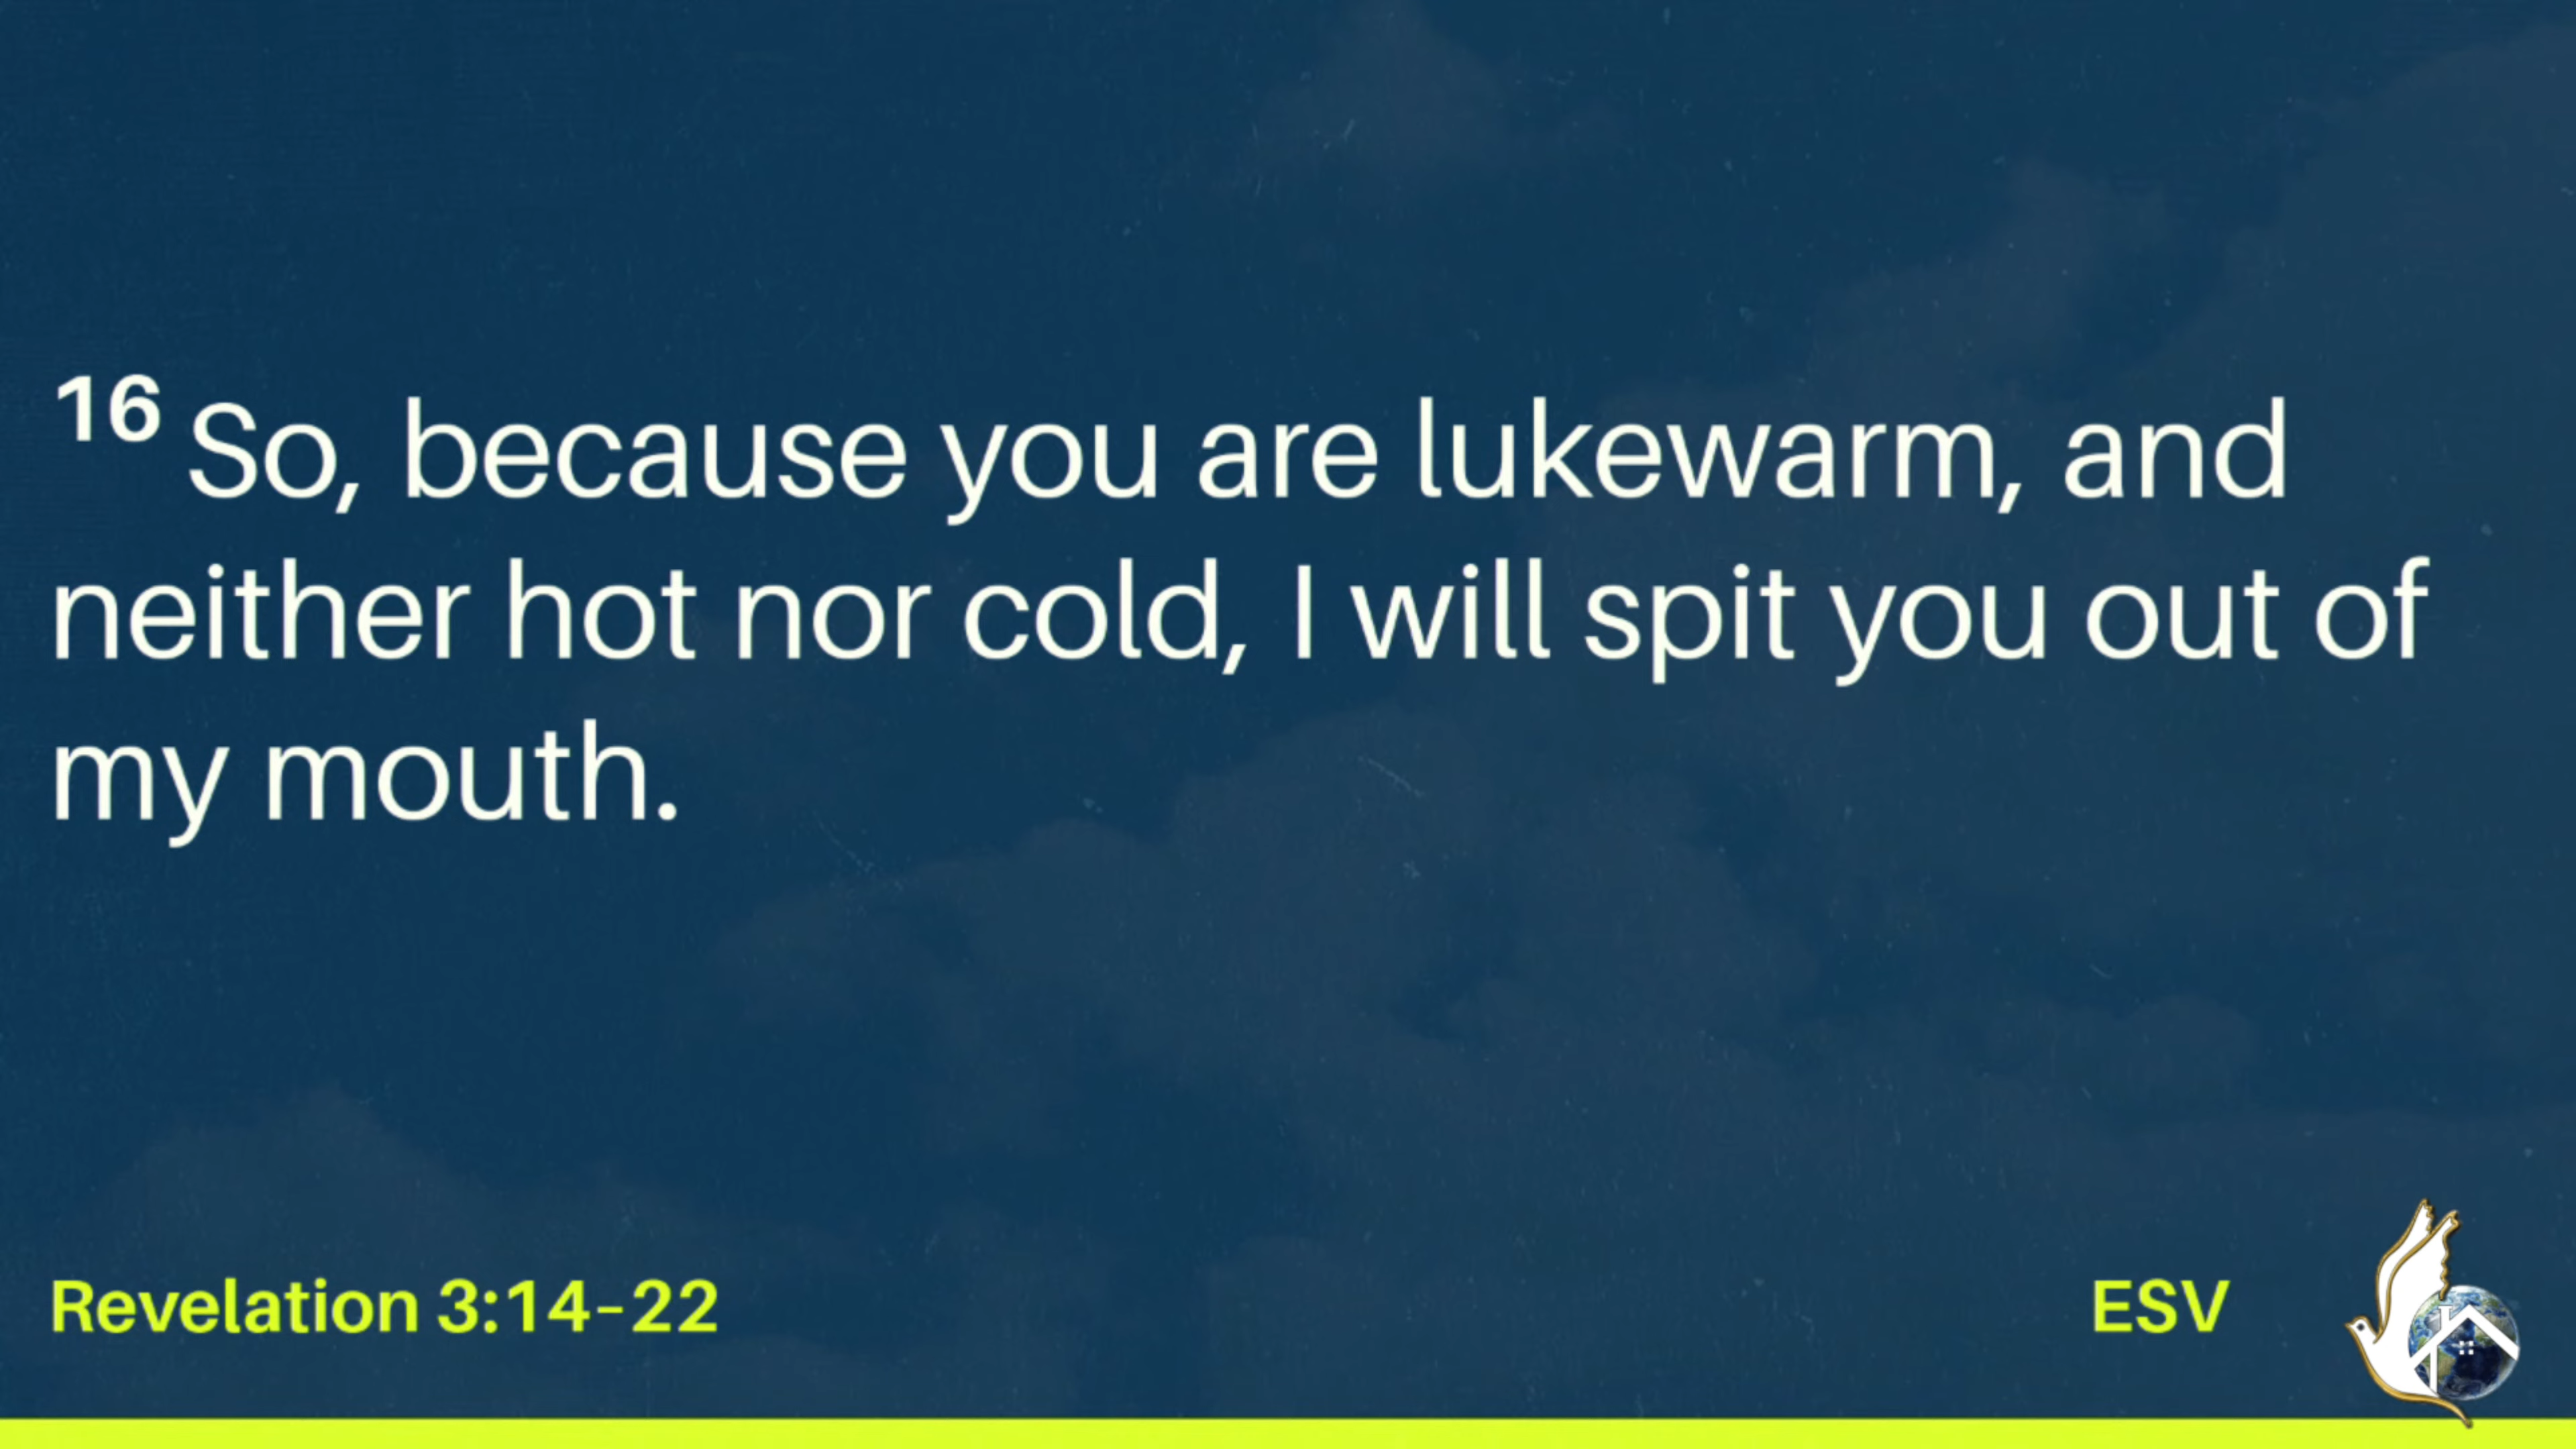 16 So, because you are lukewarm, and
neither hot nor cold, I will spit you out of
my mouth.
Revelation 3:14–22
ESV